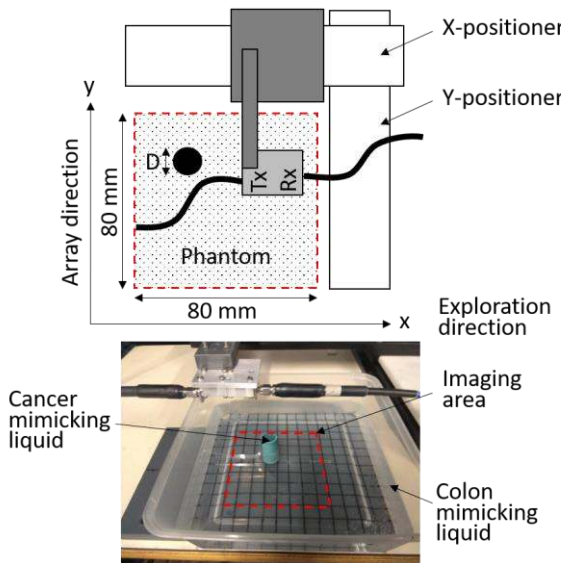 X-positioner
y
Y-positioner
D
Tx
Rx
Array direction
80 mm
Phantom
80 mm
x
Exploration
direction
Imaging
area
Cancer
mimicking
liquid
Colon
mimicking
liquid